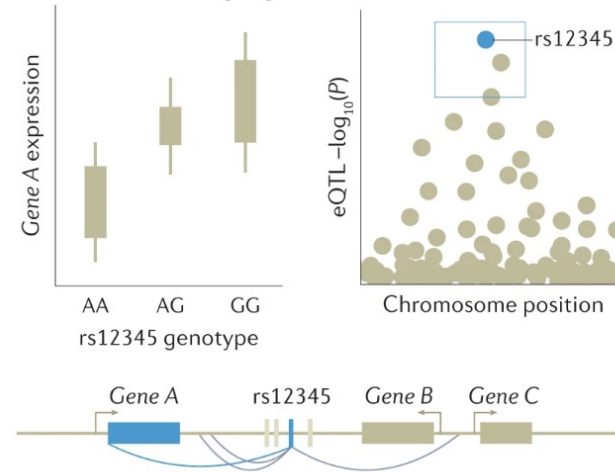 Gene A expression
AA AG GG
rs12345 genotype
eQTL –log10(P)
rs12345
Chromosome position
Gene A rs12345 Gene B Gene C